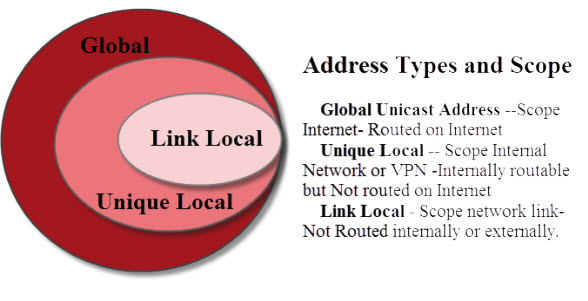 Global
Link Local
Unique Local
Address Types and Scope
Global Unicast Address --Scope
Internet- Routed on Internet
Unique Local -- Scope Internal
Network or VPN -Internally routable
but Not routed on Internet
Link Local - Scope network link-
Not Routed internally or externally.